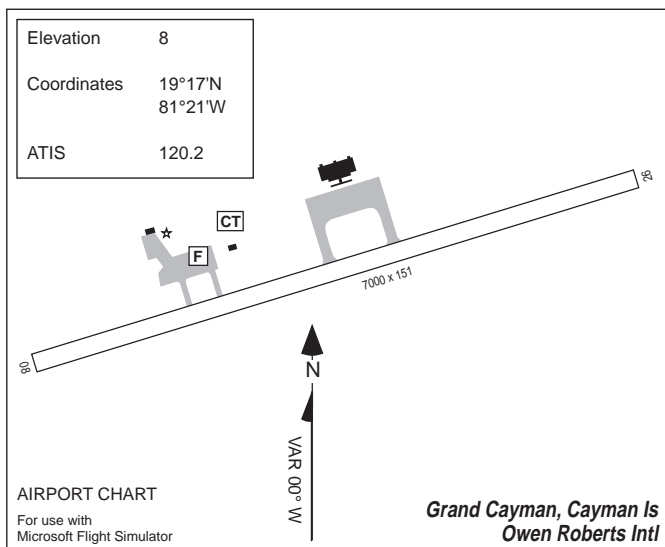 Elevation 8
Coordinates 19°17'N
81°21'W
ATIS 120.2
26
CT
F
7000 x 151
08
N
VAR 00° W
AIRPORT CHART
For use with
Microsoft Flight Simulator
Grand Cayman, Cayman Is
Owen Roberts Intl